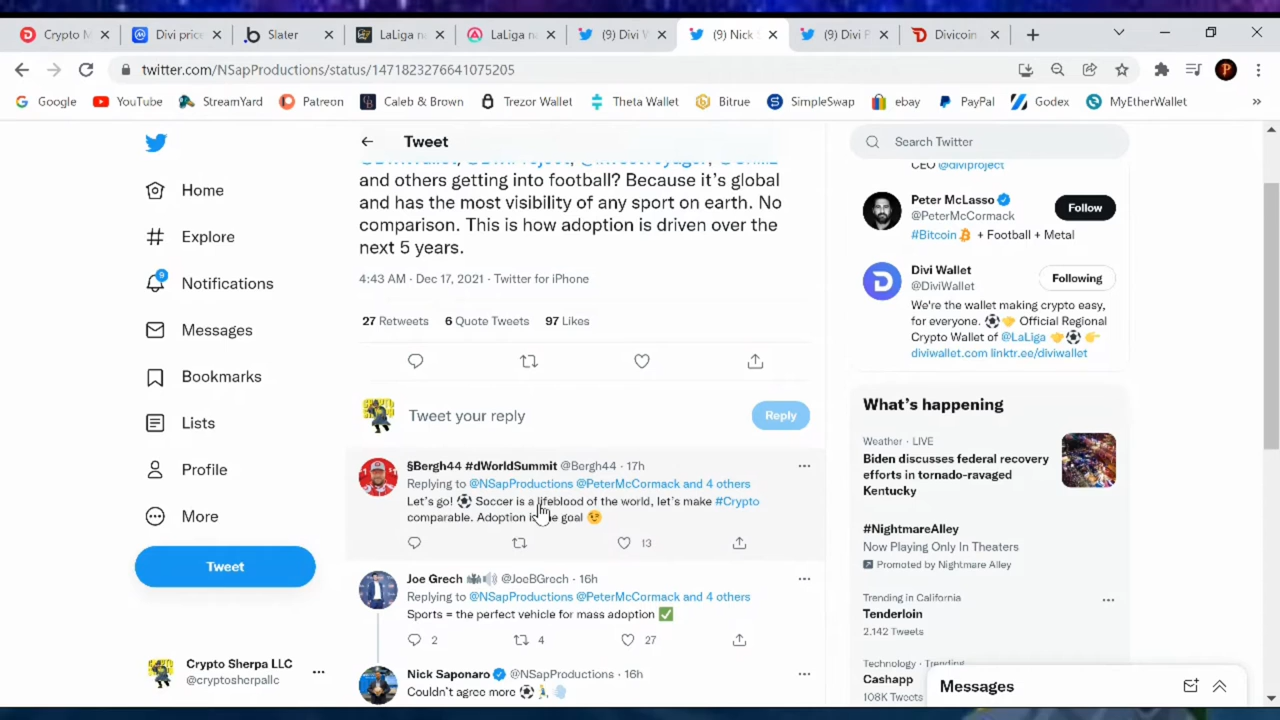 Crypto M
Divi price
Slater
LaLiga n
LaLiga n
(9) Divi W
(9) Nick S
(9) Divi P
Divicoin
twitter.com/NSapProductions/status/1471823276641075205
Google
YouTube
StreamYard
Patreon
Caleb & Brown
Trezor Wallet
Theta Wallet
Bitrue
SimpleSwap
ebay
PayPal
Godex
MyEtherWallet
»
Home
Explore
9
Notifications
Messages
Bookmarks
Lists
Profile
More
Tweet
Crypto Sherpa LLC
@cryptosherpallc
Tweet
and others getting into football? Because it's global
and has the most visibility of any sport on earth. No
comparison. This is how adoption is driven over the
next 5 years.
4:43 AM · Dec 17, 2021 · Twitter for iPhone
27 Retweets 6 Quote Tweets 97 Likes
Tweet your reply
Reply
§Bergh44 #dWorldSummit @Bergh44 · 17h
Replying to @NSapProductions @PeterMcCormack and 4 others
Let's go! ⚽ Soccer is a lifeblood of the world, let's make #Crypto
comparable. Adoption is the goal 😉
13
Joe Grech 🦇🔊 @JoeBGrech · 16h
Replying to @NSapProductions @PeterMcCormack and 4 others
Sports = the perfect vehicle for mass adoption ✅
2 4 27
Nick Saponaro @NSapProductions · 16h
Couldn't agree more ⚽
Search Twitter
CEO @diviproject
Peter McLasso
@PeterMcCormack
Follow
#Bitcoin + Football + Metal
Divi Wallet
@DiviWallet
Following
We're the wallet making crypto easy,
for everyone. ⚽🤝 Official Regional
Crypto Wallet of @LaLiga 🤝⚽👉
diviwallet.com linktr.ee/diviwallet
What's happening
Weather · LIVE
Biden discusses federal recovery
efforts in tornado-ravaged
Kentucky
#NightmareAlley
Now Playing Only In Theaters
Promoted by Nightmare Alley
Trending in California
Tenderloin
2,142 Tweets
Technology · Trending
Cashapp
108K Tweets
Messages